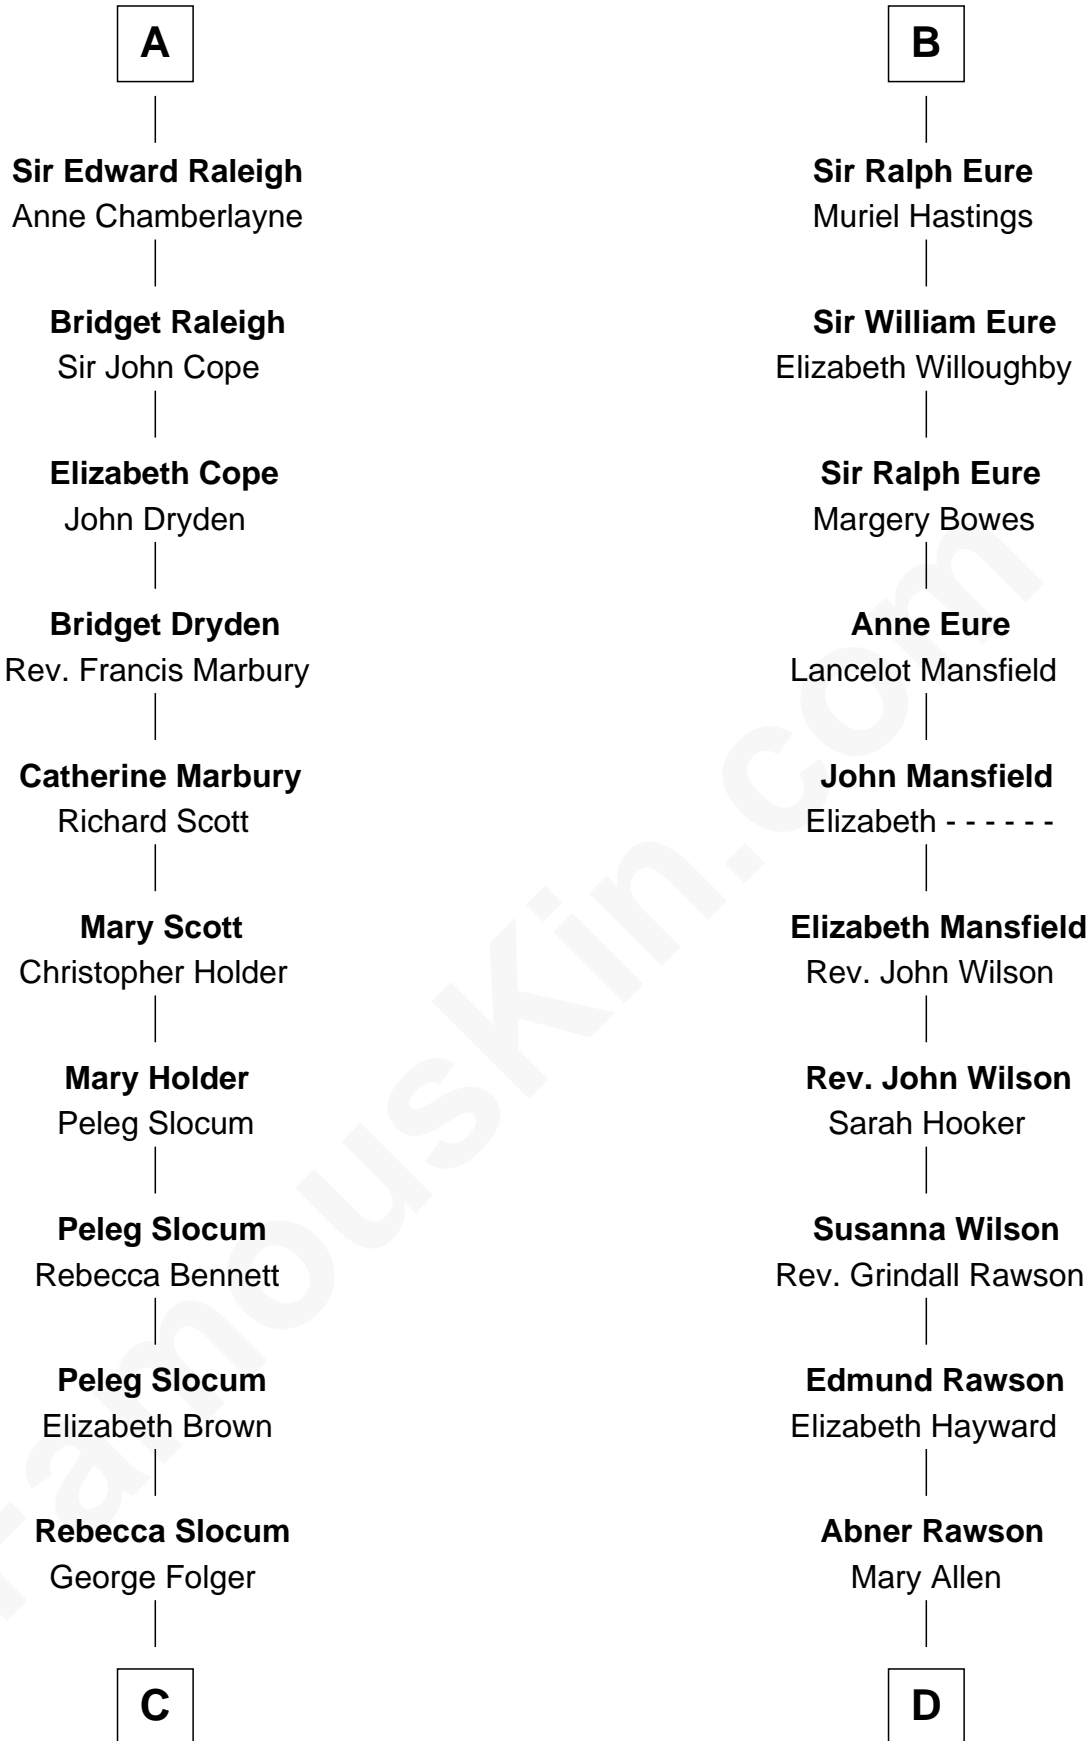 A
Sir Edward Raleigh
Anne Chamberlayne
Bridget Raleigh
Sir John Cope
Elizabeth Cope
John Dryden
Bridget Dryden
Rev. Francis Marbury
Catherine Marbury
Richard Scott
Mary Scott
Christopher Holder
Mary Holder
Peleg Slocum
Peleg Slocum
Rebecca Bennett
Peleg Slocum
Elizabeth Brown
Rebecca Slocum
George Folger
C
B
Sir Ralph Eure
Muriel Hastings
Sir William Eure
Elizabeth Willoughby
Sir Ralph Eure
Margery Bowes
Anne Eure
Lancelot Mansfield
John Mansfield
Elizabeth - - - - - -
Elizabeth Mansfield
Rev. John Wilson
Rev. John Wilson
Sarah Hooker
Susanna Wilson
Rev. Grindall Rawson
Edmund Rawson
Elizabeth Hayward
Abner Rawson
Mary Allen
D
FamousKin.com